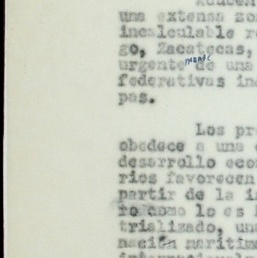 una extensa zo
incalculable r
go, Zacatecas,
urgente de una
federativas in
pas.
Los pr
obedece a una
desarrollo eco
rios favorecen
partir de la i
ro como lo es
trializado, un
nación marítim